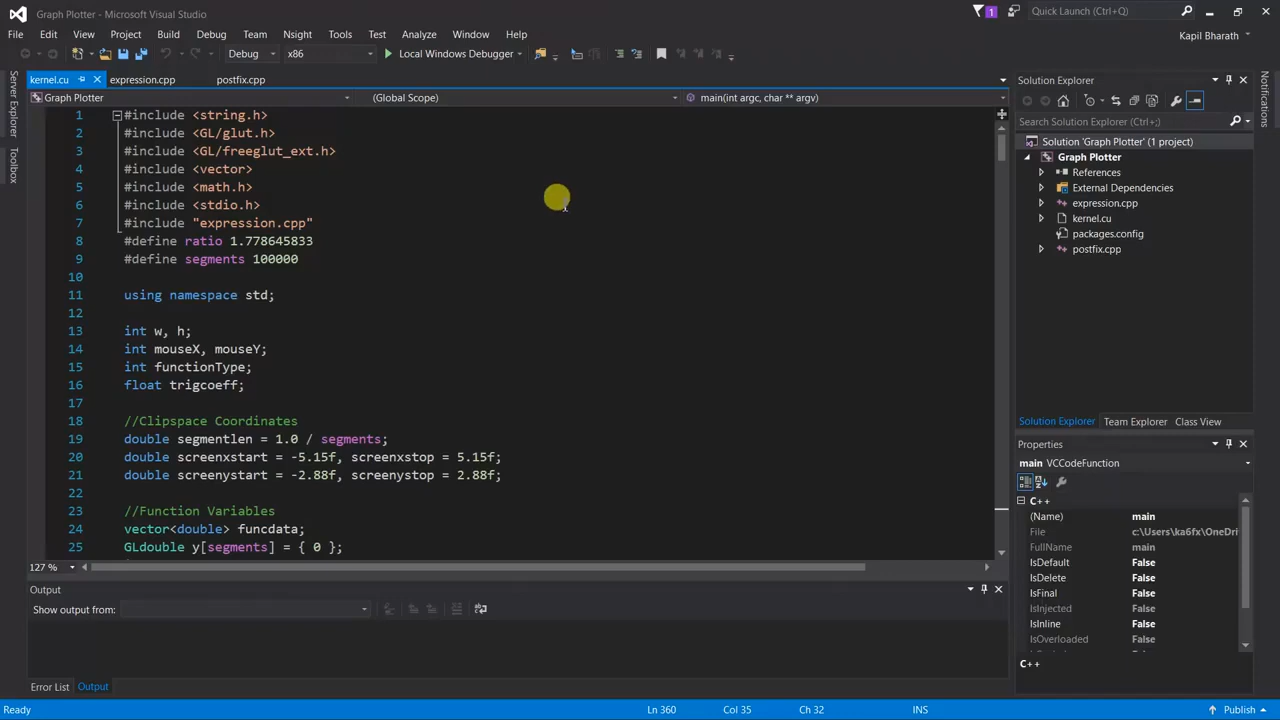 Graph Plotter - Microsoft Visual Studio
1
Quick Launch (Ctrl+Q)
File Edit View Project Build Debug Team Nsight Tools Test Analyze Window Help
Kapil Bharath
Debug x86 Local Windows Debugger
Server Explorer
Toolbox
kernel.cu expression.cpp postfix.cpp
Graph Plotter (Global Scope) main(int argc, char ** argv)
1 #include <string.h>
2 #include <GL/glut.h>
3 #include <GL/freeglut_ext.h>
4 #include <vector>
5 #include <math.h>
6 #include <stdio.h>
7 #include "expression.cpp"
8 #define ratio 1.778645833
9 #define segments 100000
10
11 using namespace std;
12
13 int w, h;
14 int mouseX, mouseY;
15 int functionType;
16 float trigcoeff;
17
18 //Clipspace Coordinates
19 double segmentlen = 1.0 / segments;
20 double screenxstart = -5.15f, screenxstop = 5.15f;
21 double screenystart = -2.88f, screenystop = 2.88f;
22
23 //Function Variables
24 vector<double> funcdata;
25 GLdouble y[segments] = { 0 };
127 %
Output
Show output from:
Error List Output
Solution Explorer
Search Solution Explorer (Ctrl+;)
Solution 'Graph Plotter' (1 project)
Graph Plotter
References
External Dependencies
expression.cpp
kernel.cu
packages.config
postfix.cpp
Solution Explorer Team Explorer Class View
Properties
main VCCodeFunction
C++
(Name) main
File c:\Users\ka6fx\OneDri
FullName main
IsDefault False
IsDelete False
IsFinal False
IsInjected False
IsInline False
IsOverloaded False
C++
Notifications
Ready Ln 360 Col 35 Ch 32 INS Publish